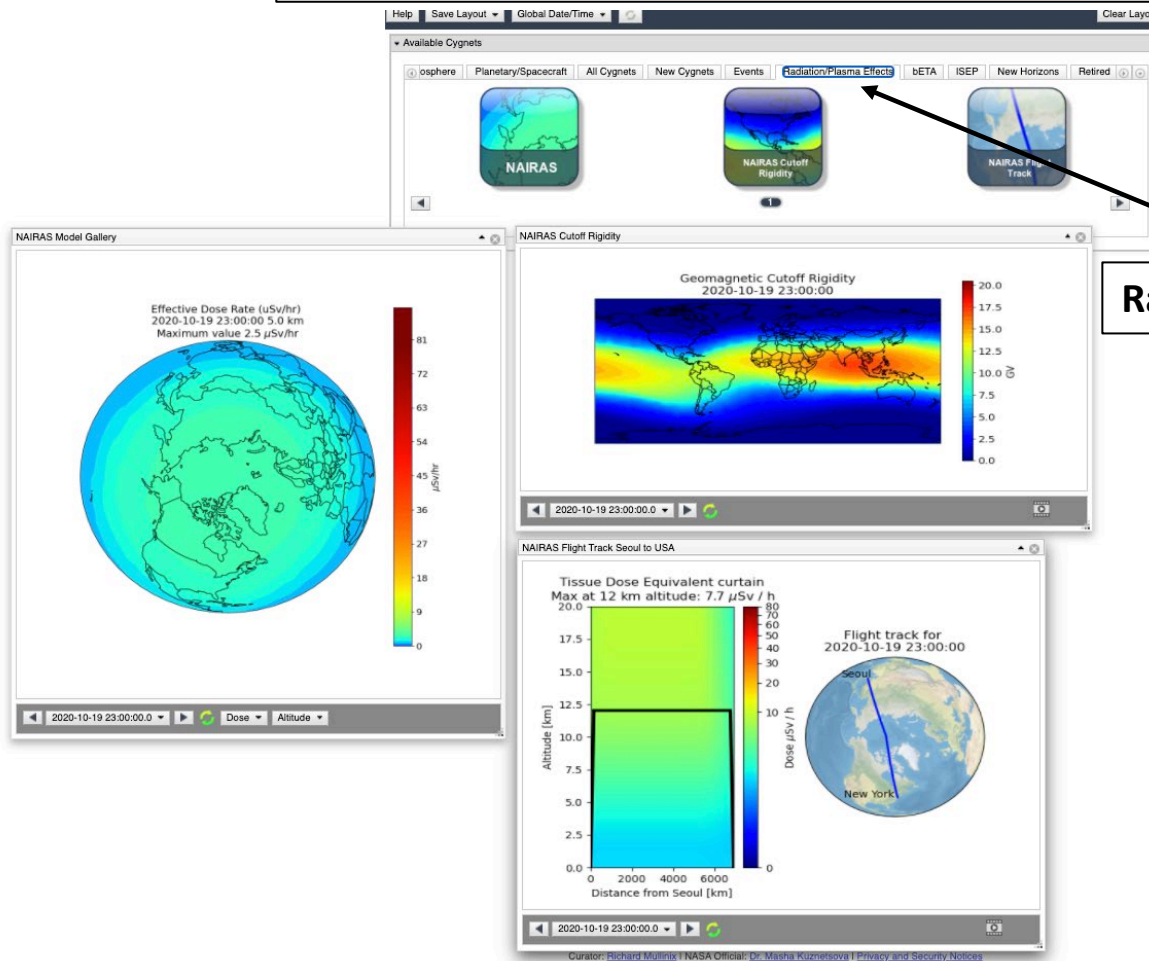 Help Save Layout Global Date/Time Clear Layo
Available Cygnets
osphere Planetary/Spacecraft All Cygnets New Cygnets Events Radiation/Plasma Effects bETA ISEP New Horizons Retired
NAIRAS
NAIRAS Cutoff
Rigidity
NAIRAS Flight
Track
1
Ra
NAIRAS Model Gallery
Effective Dose Rate (uSv/hr)
2020-10-19 23:00:00 5.0 km
Maximum value 2.5 µSv/hr
81
72
63
54
45
36
27
18
9
0
µSv/hr
2020-10-19 23:00:00.0 Dose Altitude
NAIRAS Cutoff Rigidity
Geomagnetic Cutoff Rigidity
2020-10-19 23:00:00
20.0
17.5
15.0
12.5
10.0
7.5
5.0
2.5
0.0
GV
2020-10-19 23:00:00.0
NAIRAS Flight Track Seoul to USA
Tissue Dose Equivalent curtain
Max at 12 km altitude: 7.7 µSv / h
20.0
17.5
15.0
12.5
10.0
7.5
5.0
2.5
0.0
Altitude [km]
0 2000 4000 6000
Distance from Seoul [km]
80
70
60
50
40
30
20
10
0
Dose µSv / h
Flight track for
2020-10-19 23:00:00
Seoul
New York
2020-10-19 23:00:00.0
Curator: Richard Mullinix | NASA Official: Dr. Masha Kuznetsova | Privacy and Security Notices